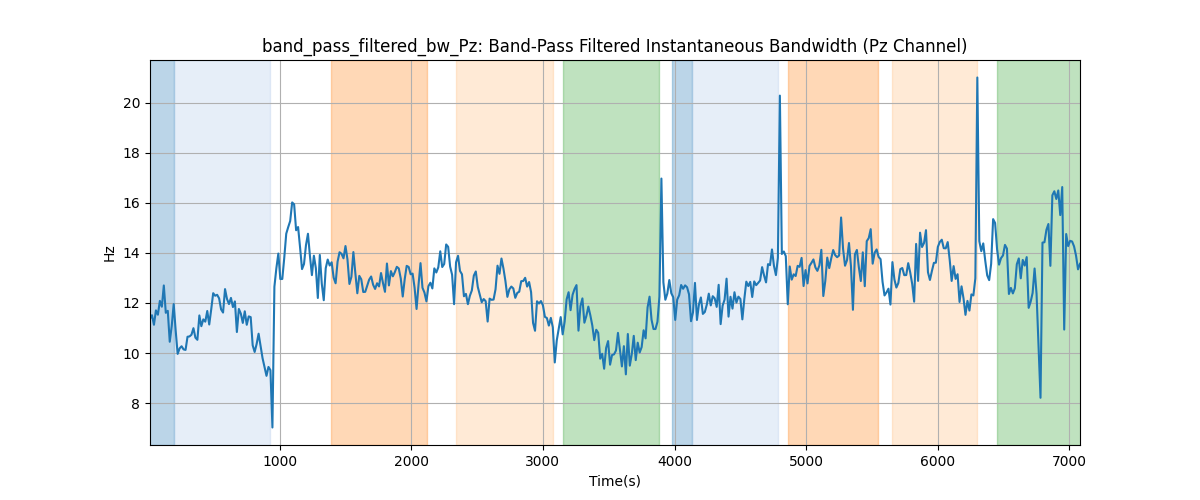 band_pass_filtered_bw_Pz: Band-Pass Filtered Instantaneous Bandwidth (Pz Channel)
20
18
16
14
12
10
8
Hz
1000 2000 3000 4000 5000 6000 7000
Time(s)